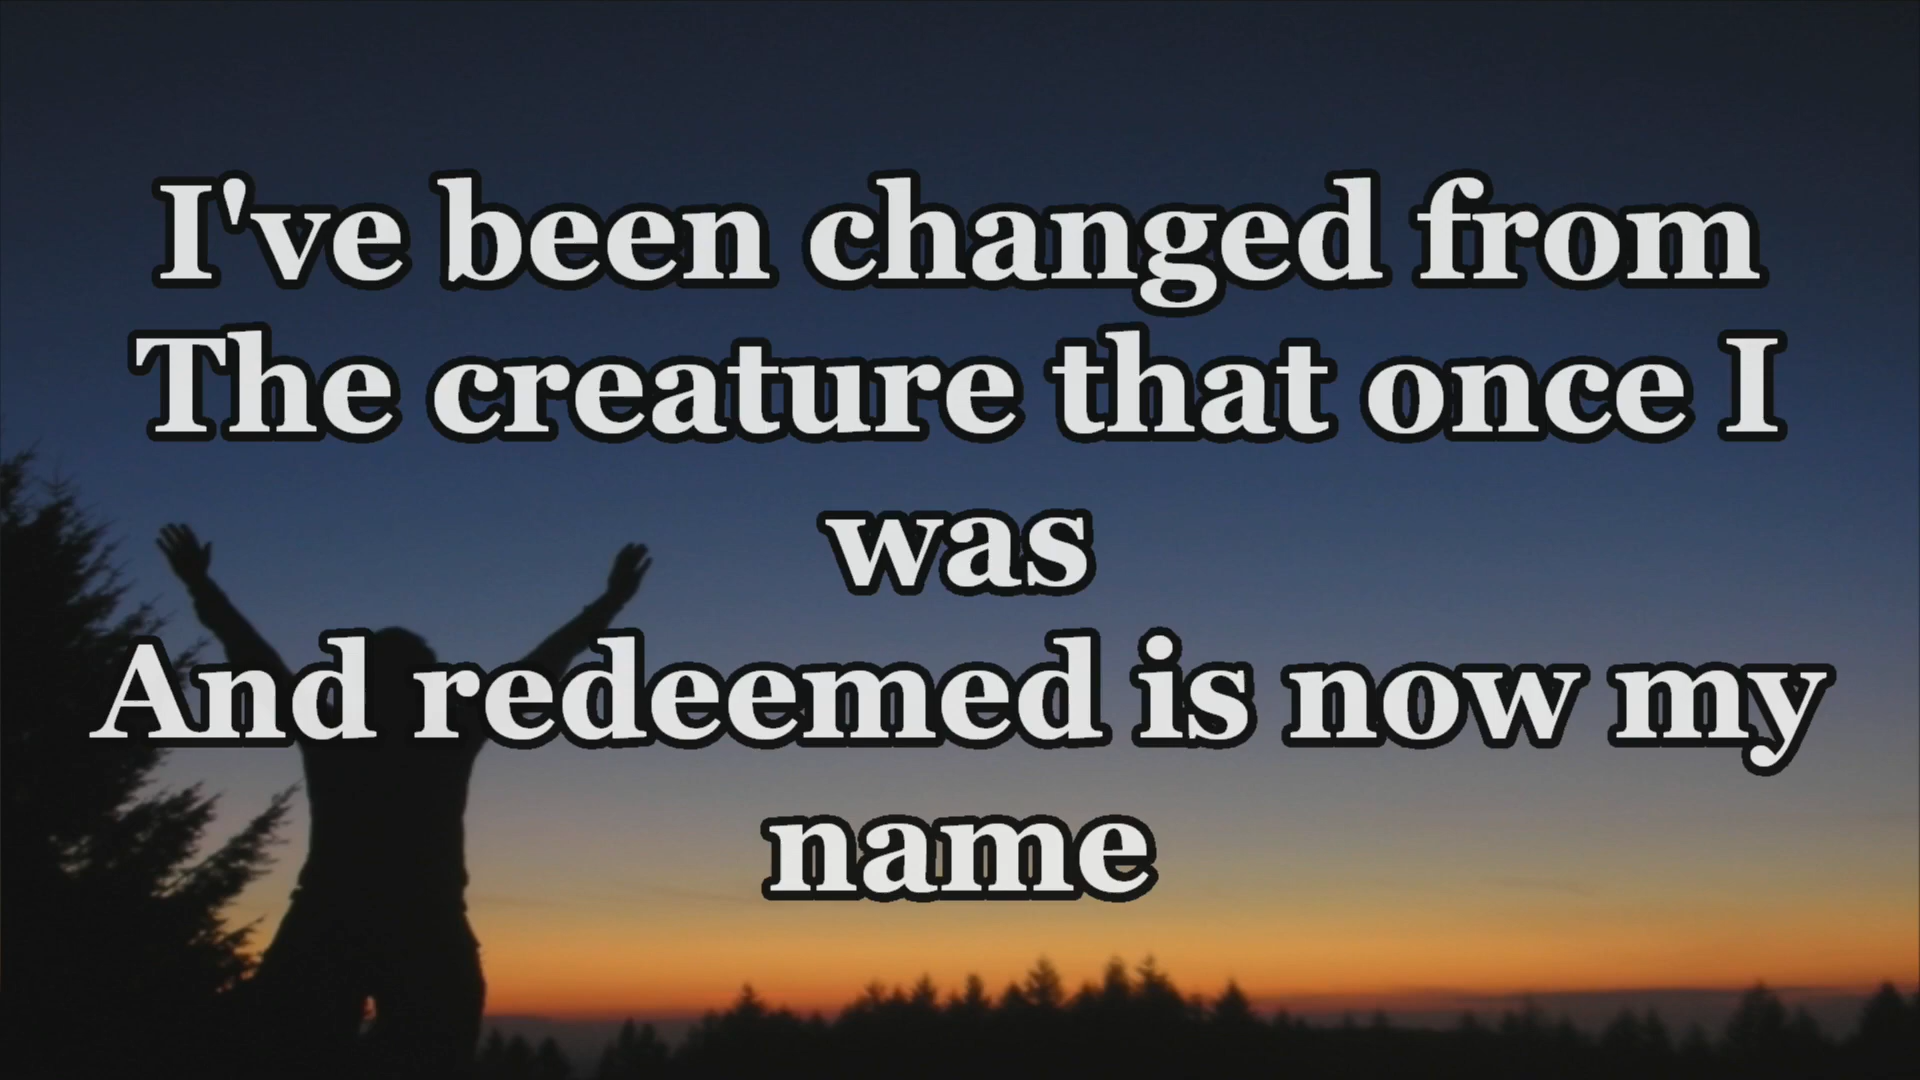 I've been changed from
The creature that once I
was
And redeemed is now my
name